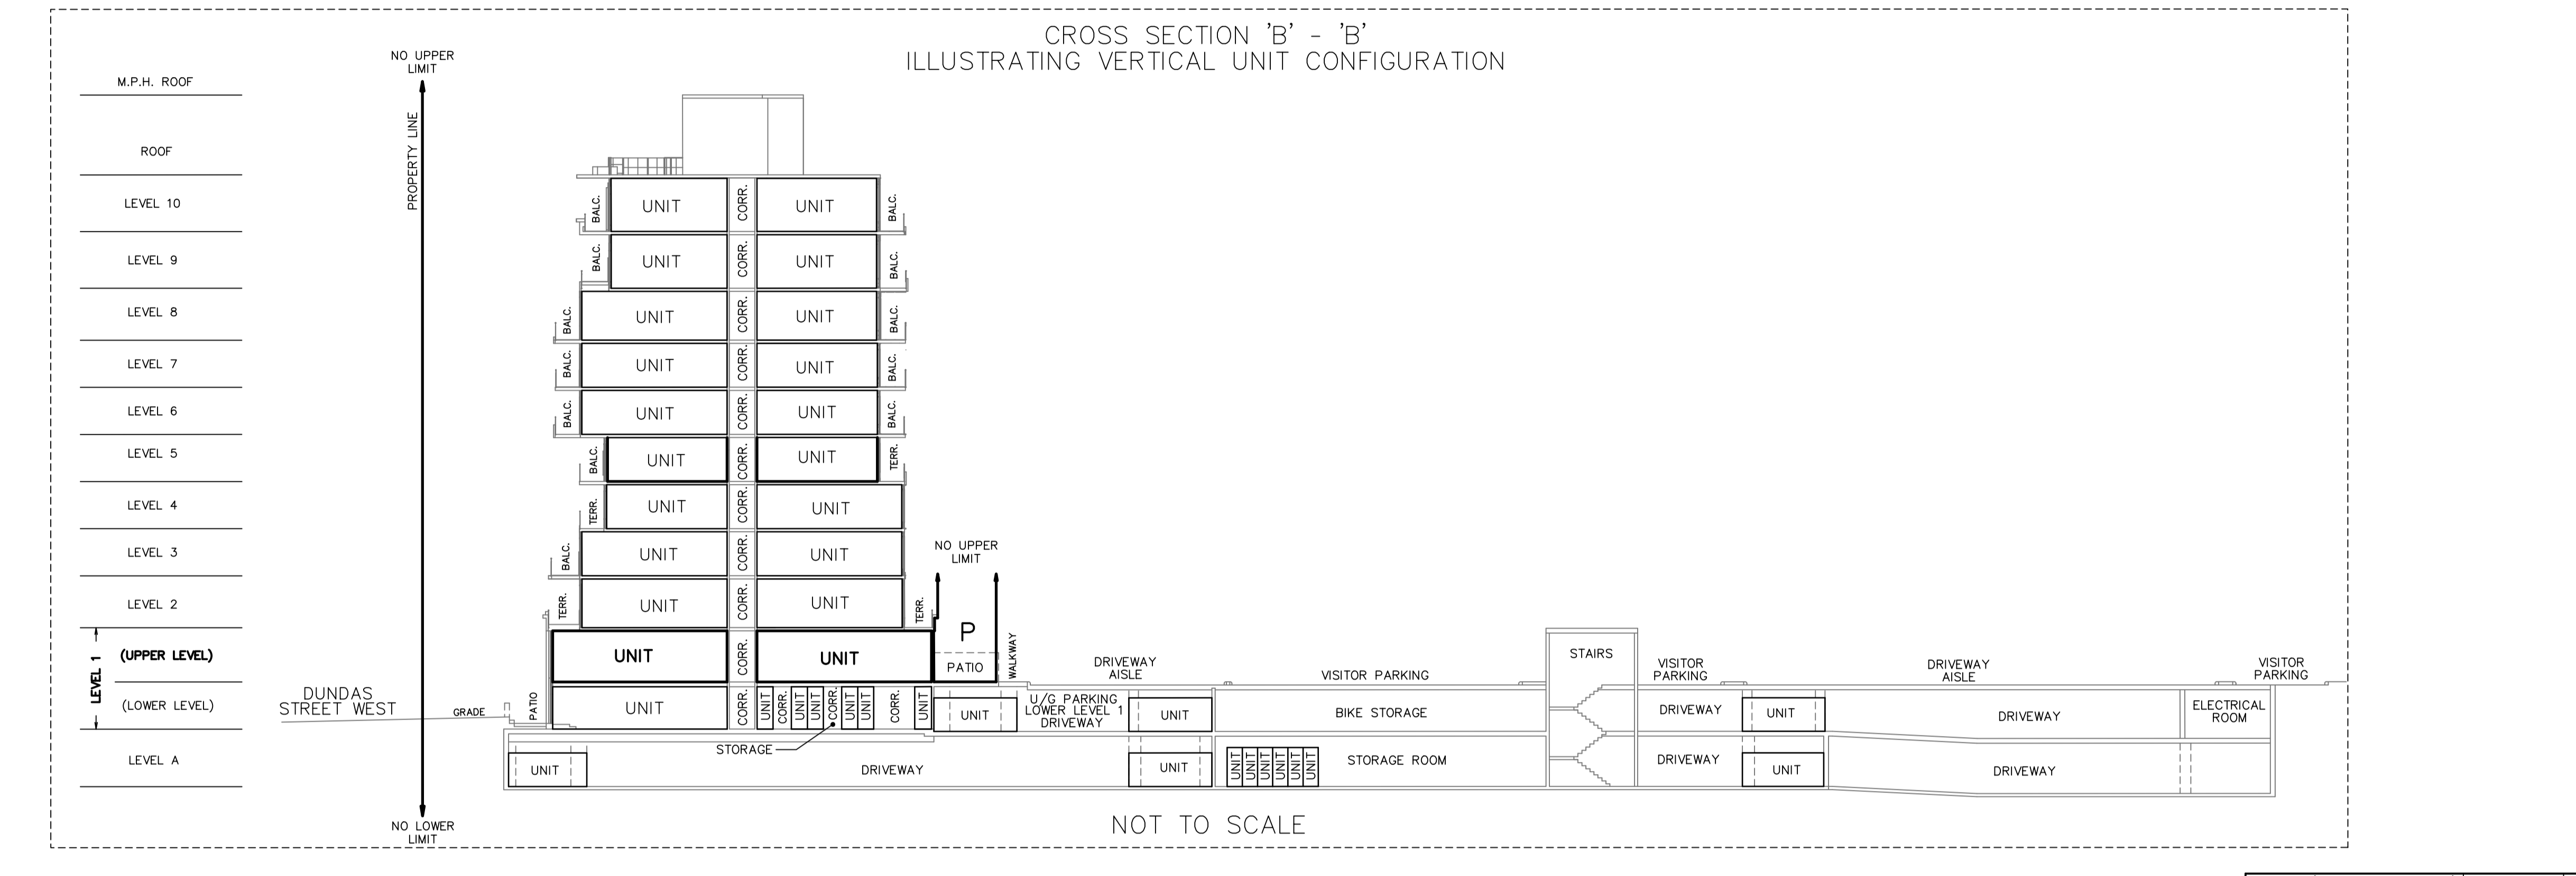 CROSS SECTION 'B' - 'B'
ILLUSTRATING VERTICAL UNIT CONFIGURATION
NO UPPER
LIMIT
M.P.H. ROOF
PROPERTY LINE
ROOF
LEVEL 10
BALC.
UNIT
CORR.
UNIT
BALC.
LEVEL 9
BALC.
UNIT
CORR.
UNIT
BALC.
LEVEL 8
BALC.
UNIT
CORR.
UNIT
BALC.
LEVEL 7
BALC.
UNIT
CORR.
UNIT
BALC.
LEVEL 6
BALC.
UNIT
CORR.
UNIT
BALC.
LEVEL 5
BALC.
UNIT
CORR.
UNIT
TERR.
LEVEL 4
TERR.
UNIT
CORR.
UNIT
LEVEL 3
BALC.
UNIT
CORR.
UNIT
NO UPPER
LIMIT
LEVEL 2
TERR.
UNIT
CORR.
UNIT
TERR.
LEVEL 1
(UPPER LEVEL)
UNIT
CORR.
UNIT
P
PATIO
WALKWAY
DRIVEWAY
AISLE
VISITOR PARKING
STAIRS
VISITOR
PARKING
DRIVEWAY
AISLE
VISITOR
PARKING
(LOWER LEVEL)
DUNDAS
STREET WEST
GRADE
PATIO
UNIT
CORR.
UNIT
CORR.
UNIT
UNIT
CORR.
UNIT
UNIT
CORR.
UNIT
UNIT
U/G PARKING
LOWER LEVEL 1
DRIVEWAY
UNIT
BIKE STORAGE
DRIVEWAY
UNIT
DRIVEWAY
ELECTRICAL
ROOM
STORAGE
LEVEL A
UNIT
DRIVEWAY
UNIT
UNIT
UNIT
UNIT
UNIT
UNIT
UNIT
STORAGE ROOM
DRIVEWAY
UNIT
DRIVEWAY
NO LOWER
LIMIT
NOT TO SCALE